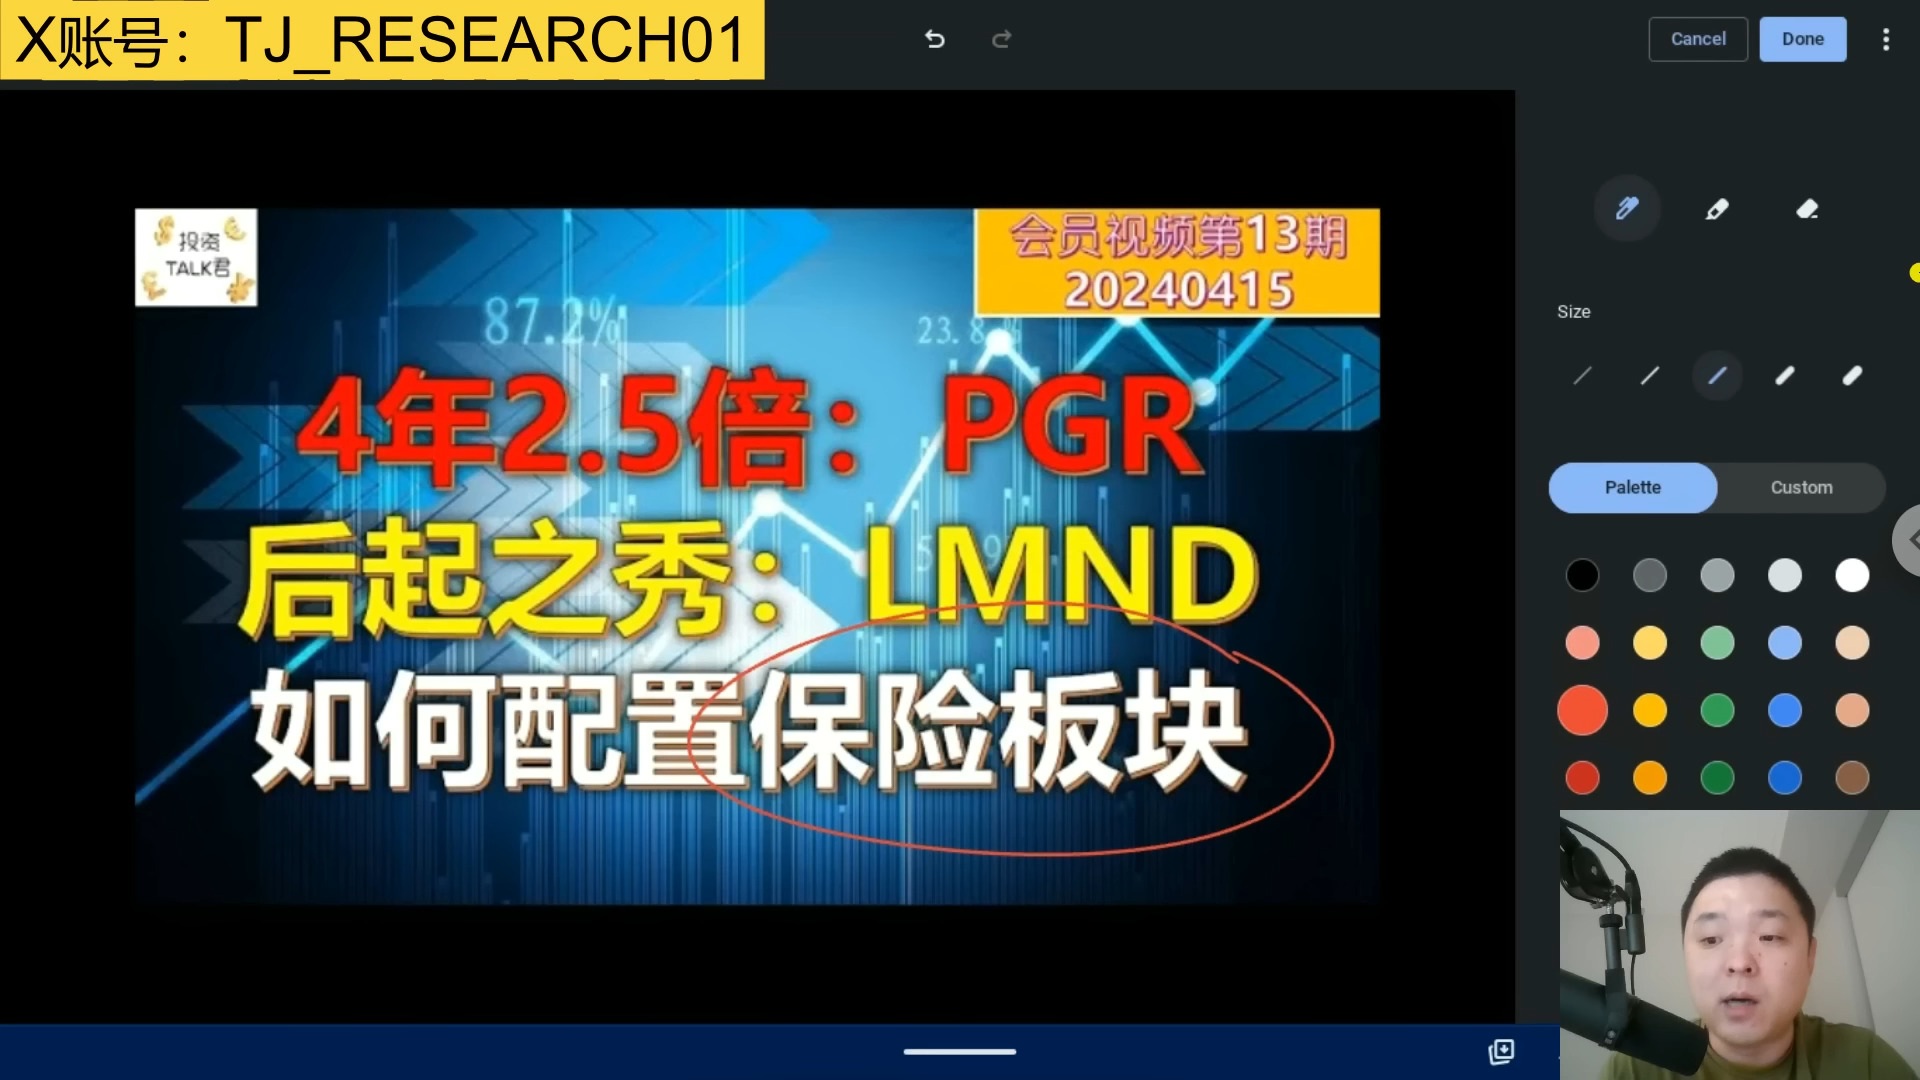 X账号：TJ_RESEARCH01
Cancel
Done
投资
TALK君
会员视频第13期
20240415
87.2%
23.8
4年2.5倍：PGR
后起之秀：LMND
如何配置保险板块
Size
Palette
Custom